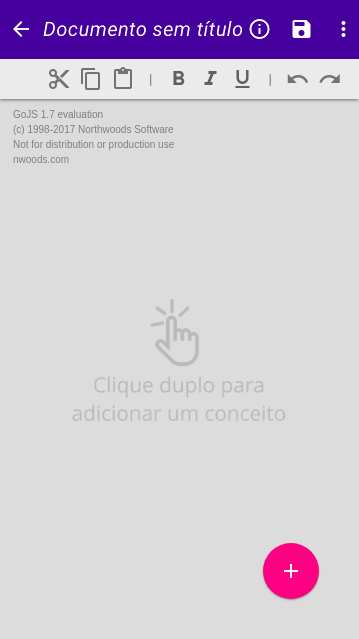 Documento sem título
GoJS 1.7 evaluation
(c) 1998-2017 Northwoods Software
Not for distribution or production use
nwoods.com
Clique duplo para
adicionar um conceito